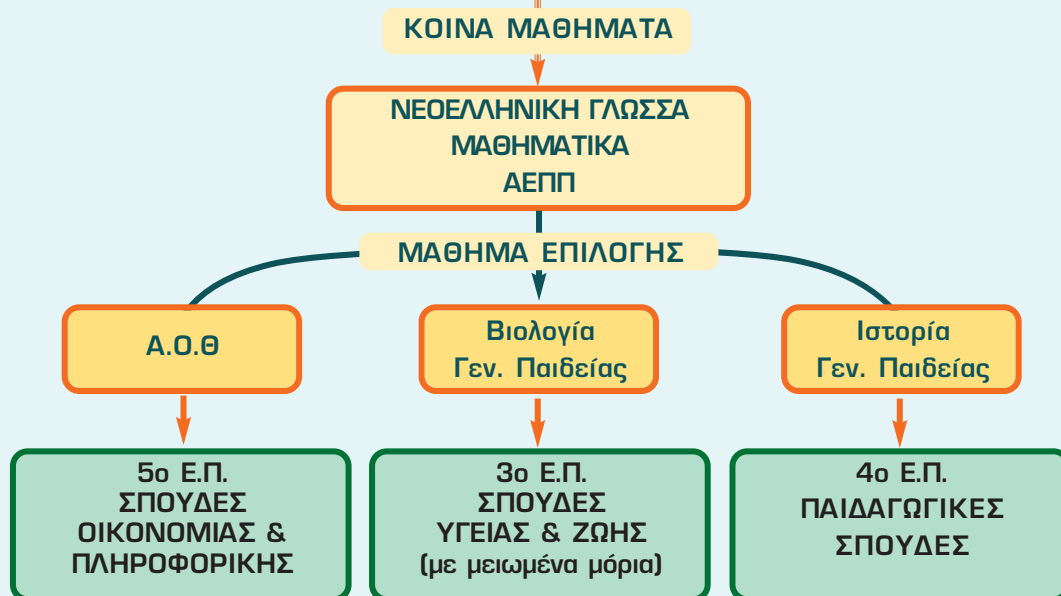 ΚΟΙΝΑ ΜΑΘΗΜΑΤΑ
ΝΕΟΕΛΛΗΝΙΚΗ ΓΛΩΣΣΑ
ΜΑΘΗΜΑΤΙΚΑ
ΑΕΠΠ
ΜΑΘΗΜΑ ΕΠΙΛΟΓΗΣ
Α.Ο.Θ
Βιολογία
Γεν. Παιδείας
Ιστορία
Γεν. Παιδείας
5ο Ε.Π.
ΣΠΟΥΔΕΣ
ΟΙΚΟΝΟΜΙΑΣ &
ΠΛΗΡΟΦΟΡΙΚΗΣ
3ο Ε.Π.
ΣΠΟΥΔΕΣ
ΥΓΕΙΑΣ & ΖΩΗΣ
(με μειωμένα μόρια)
4ο Ε.Π.
ΠΑΙΔΑΓΩΓΙΚΕΣ
ΣΠΟΥΔΕΣ